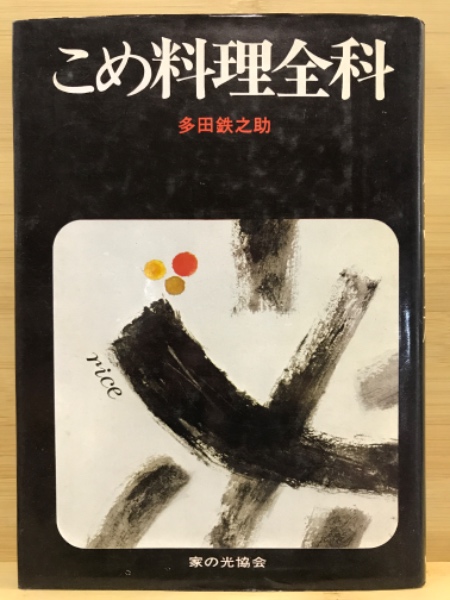 こめ料理全科
多田鉄之助
rice
家の光協会